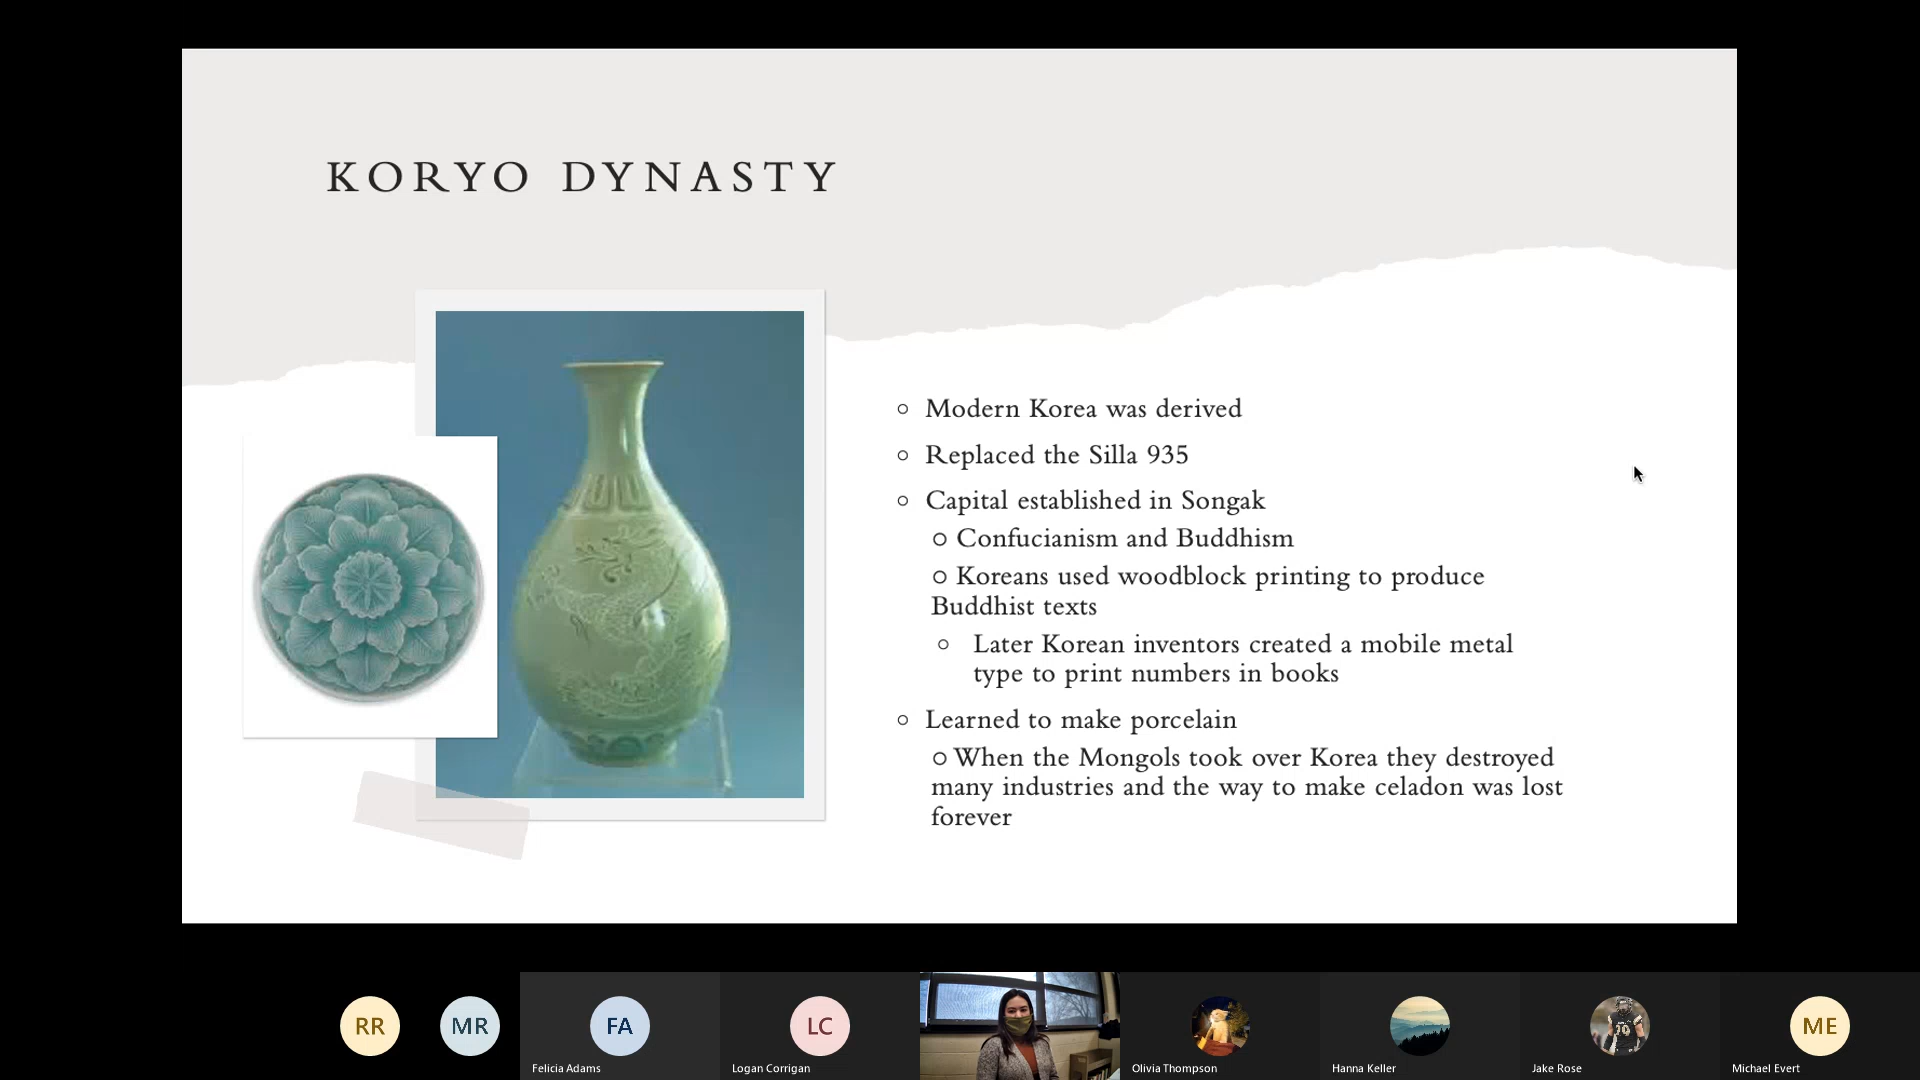 KORYO DYNASTY
Modern Korea was derived
Replaced the Silla 935
Capital established in Songak
Confucianism and Buddhism
Koreans used woodblock printing to produce
Buddhist texts
Later Korean inventors created a mobile metal
type to print numbers in books
Learned to make porcelain
When the Mongols took over Korea they destroyed
many industries and the way to make celadon was lost
forever
RR
MR
FA
LC
ME
Felicia Adams
Logan Corrigan
Olivia Thompson
Hanna Keller
Jake Rose
Michael Evert